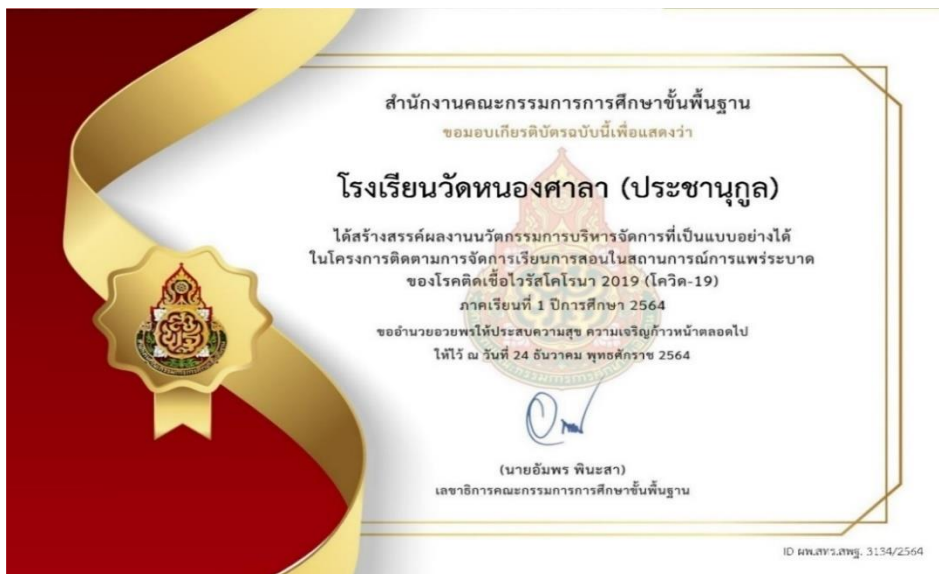 สำนักงานคณะกรรมการการศึกษาขั้นพื้นฐาน
ขอมอบเกียรติบัตรฉบับนี้เพื่อแสดงว่า
โรงเรียนวัดหนองศาลา (ประชานุกูล)
ได้สร้างสรรค์ผลงานนวัตกรรมการบริหารจัดการที่เป็นแบบอย่างได้
ในโครงการติดตามการจัดการเรียนการสอนในสถานการณ์การแพร่ระบาด
ของโรคติดเชื้อไวรัสโคโรนา 2019 (โควิด-19)
ภาคเรียนที่ 1 ปีการศึกษา 2564
ขออำนวยอวยพรให้ประสบความสุข ความเจริญก้าวหน้าตลอดไป
ให้ไว้ ณ วันที่ 24 ธันวาคม พุทธศักราช 2564
(นายอัมพร พินะสา)
เลขาธิการคณะกรรมการการศึกษาขั้นพื้นฐาน
ID ผพ.สทร.สพฐ. 3134/2564